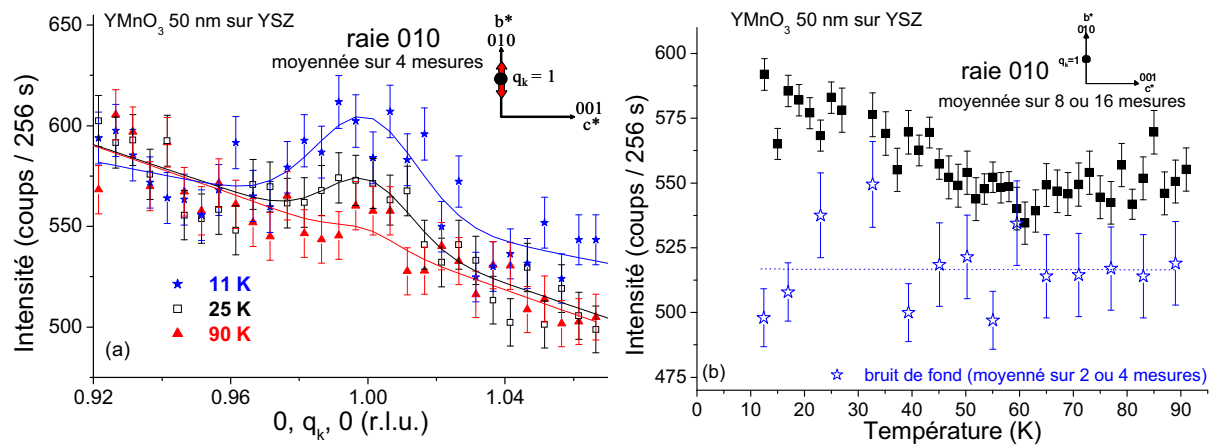 YMnO₃ 50 nm sur YSZ
raie 010
moyennée sur 4 mesures
b*
010
qₖ = 1
001
c*
Intensité (coups / 256 s)
650
600
550
500
11 K
25 K
90 K
(a)
0.92
0.96
1.00
1.04
0, qₖ, 0 (r.l.u.)
YMnO₃ 50 nm sur YSZ
b*
010
qₖ=1
001
c*
raie 010
moyennée sur 8 ou 16 mesures
Intensité (coups / 256 s)
600
575
550
525
500
475
(b)
bruit de fond (moyenné sur 2 ou 4 mesures)
0 10 20 30 40 50 60 70 80 90
Température (K)